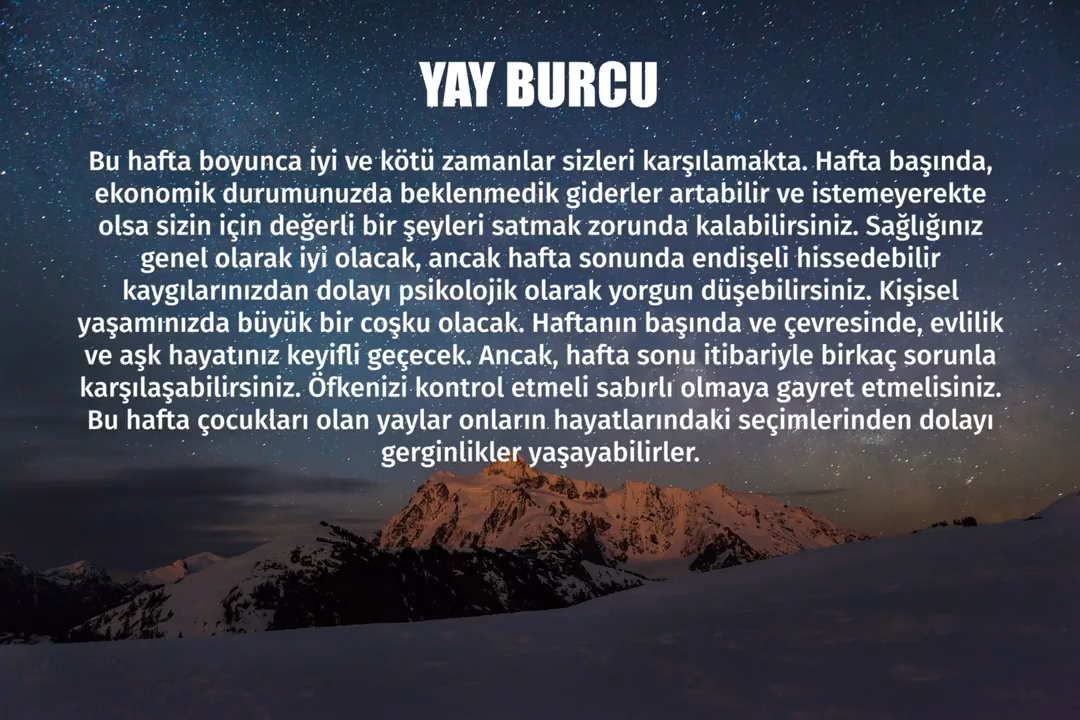 YAY BURCU
Bu hafta boyunca iyi ve kötü zamanlar sizleri karşılamakta. Hafta başında,
ekonomik durumunuzda beklenmedik giderler artabilir ve istemeyerekte
olsa sizin için değerli bir şeyleri satmak zorunda kalabilirsiniz. Sağlığınız
genel olarak iyi olacak, ancak hafta sonunda endişeli hissedebilir
kaygılarınızdan dolayı psikolojik olarak yorgun düşebilirsiniz. Kişisel
yaşamınızda büyük bir coşku olacak. Haftanın başında ve çevresinde, evlilik
ve aşk hayatınız keyifli geçecek. Ancak, hafta sonu itibariyle birkaç sorunla
karşılaşabilirsiniz. Öfkenizi kontrol etmeli sabırlı olmaya gayret etmelisiniz.
Bu hafta çocukları olan yaylar onların hayatlarındaki seçimlerinden dolayı
gerginlikler yaşayabilirler.